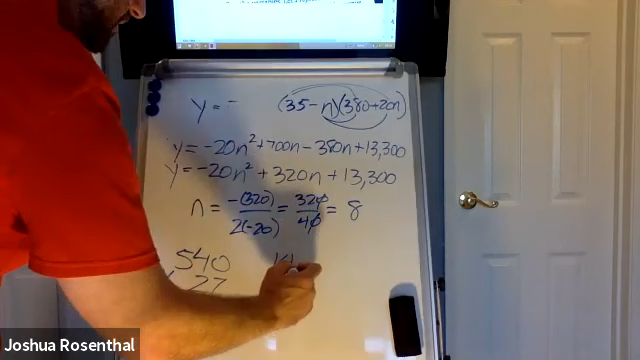 y = - (35 - n)(380 + 20n)
y = -20n² + 700n - 380n + 13,300
y = -20n² + 320n + 13,300
n = -(320) / 2(-20) = 320 / 40 = 8
540
27
Joshua Rosenthal